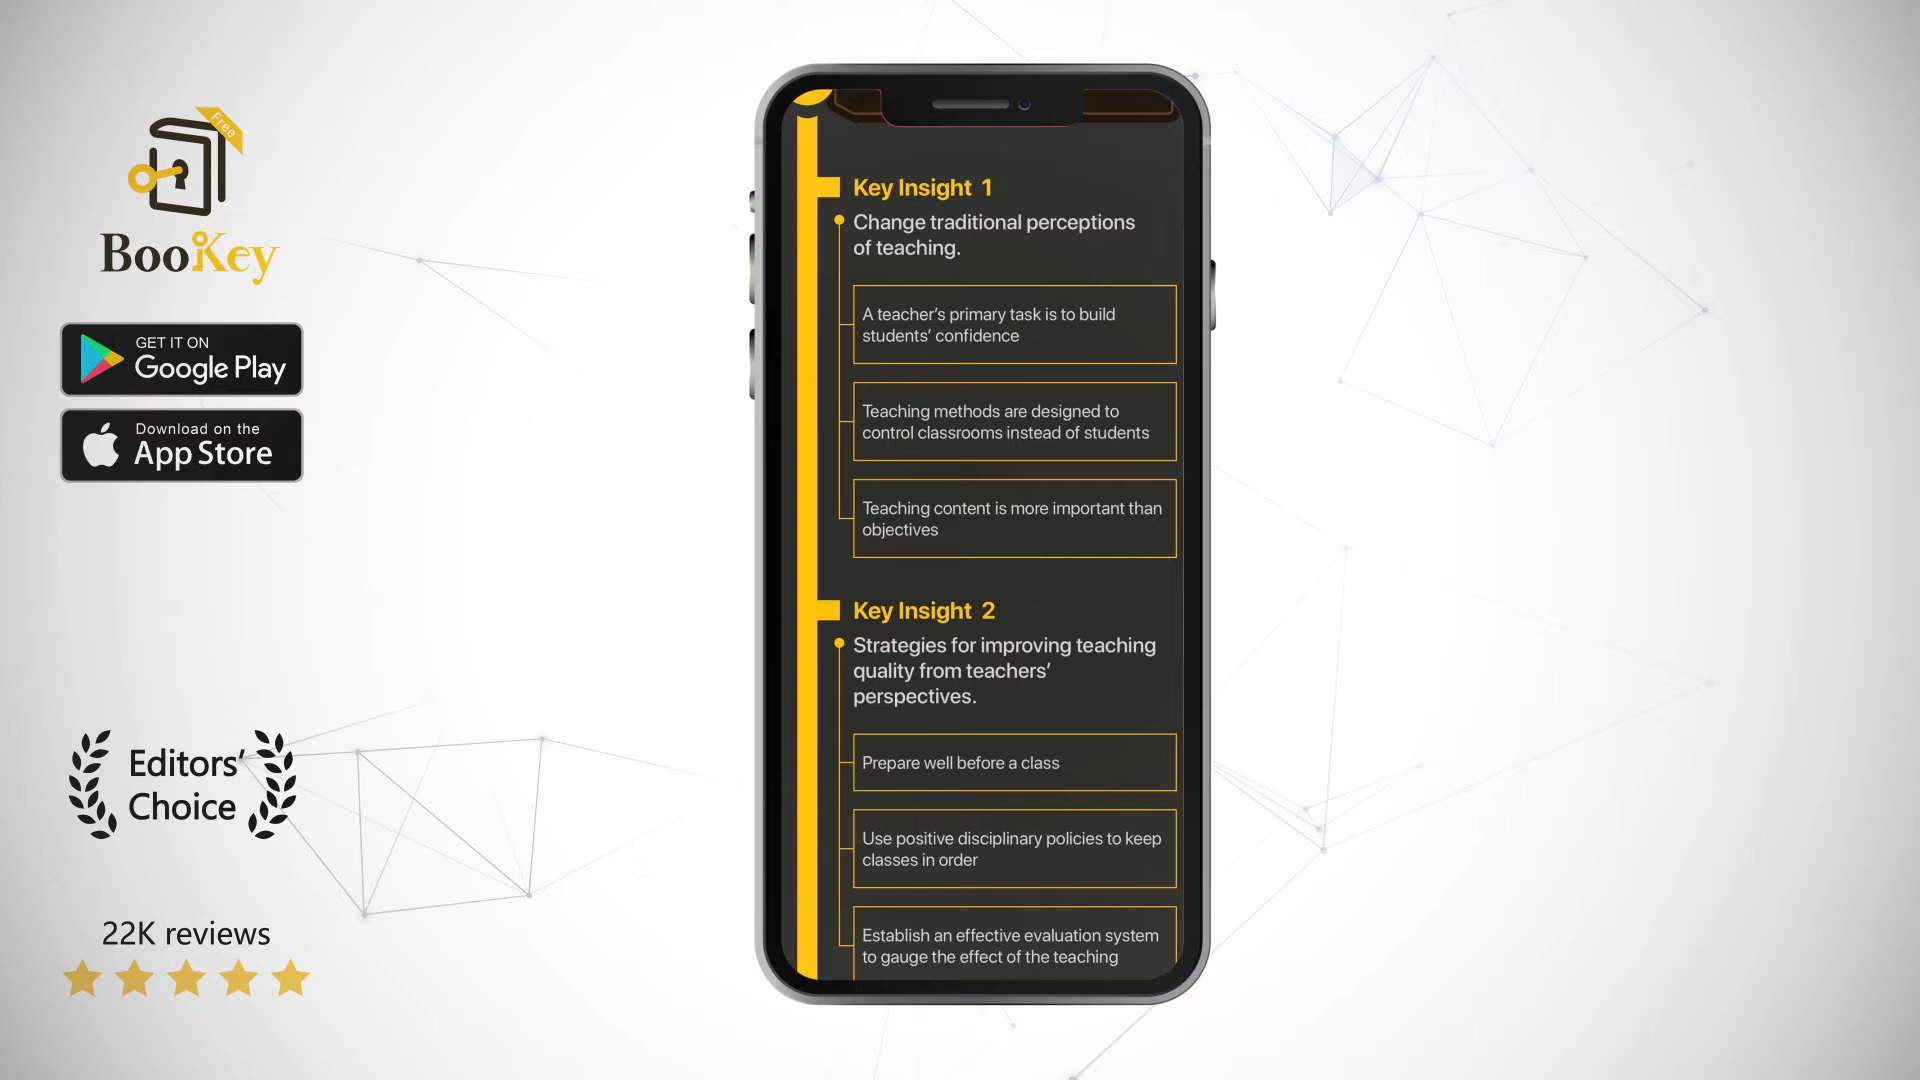 Free
BooKey
GET IT ON
Google Play
Download on the
App Store
Editors’
Choice
22K reviews
Key Insight 1
Change traditional perceptions
of teaching.
A teacher’s primary task is to build
students’ confidence
Teaching methods are designed to
control classrooms instead of students
Teaching content is more important than
objectives
Key Insight 2
Strategies for improving teaching
quality from teachers’
perspectives.
Prepare well before a class
Use positive disciplinary policies to keep
classes in order
Establish an effective evaluation system
to gauge the effect of the teaching